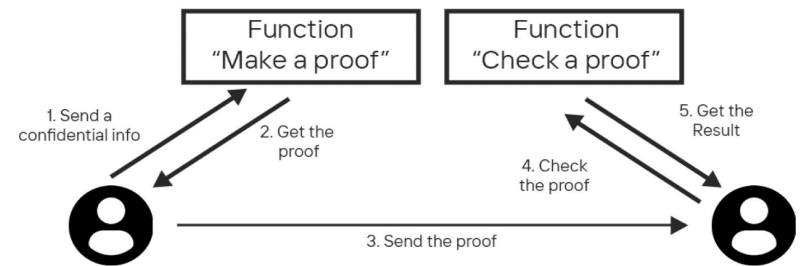 Function
"Make a proof"
Function
"Check a proof"
1. Send a
confidential info
2. Get the
proof
3. Send the proof
4. Check
the proof
5. Get the
Result